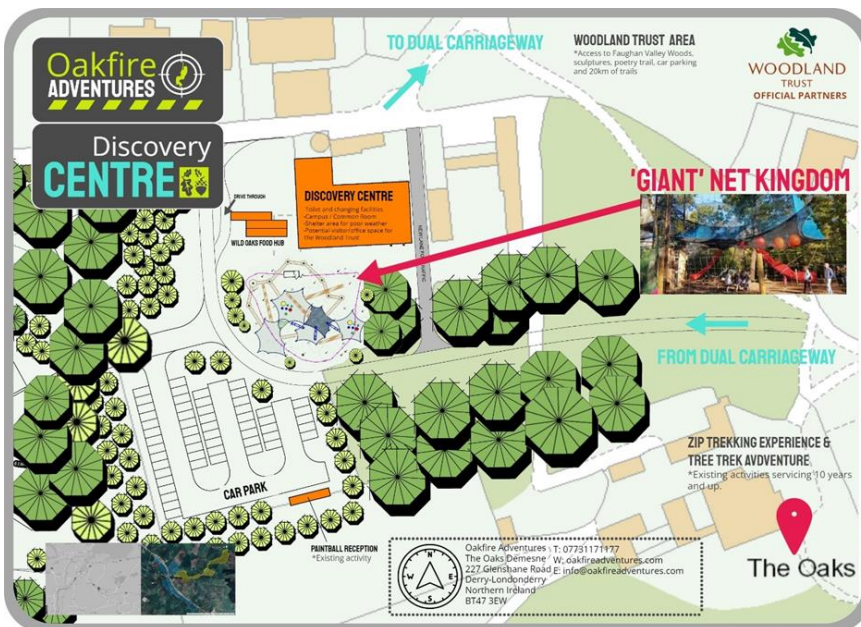 Oakfire
ADVENTURES
Discovery
CENTRE
TO DUAL CARRIAGEWAY
WOODLAND TRUST AREA
*Access to Faughan Valley Woods,
sculptures, poetry trail, car parking
and 20km of trails
WOODLAND
TRUST
OFFICIAL PARTNERS
'GIANT' NET KINGDOM
DRIVE THROUGH
WILD OAKS FOOD HUB
DISCOVERY CENTRE
-Toilet and changing facilities
-Campus / Common Room
-Shelter area for poor weather
-Potential visitor/office space for
the Woodland Trust
FROM DUAL CARRIAGEWAY
ZIP TREKKING EXPERIENCE &
TREE TREK ADVDENTURE
*Existing activities servicing 10 years
and up.
The Oaks
CAR PARK
PAINTBALL RECEPTION
*Existing activity
N
W
E
S
Oakfire Adventures
The Oaks Demesne
227 Glenshane Road
Derry-Londonderry
Northern Ireland
BT47 3EW
T: 07731171177
W: oakfireadventures.com
E: info@oakfireadventures.com